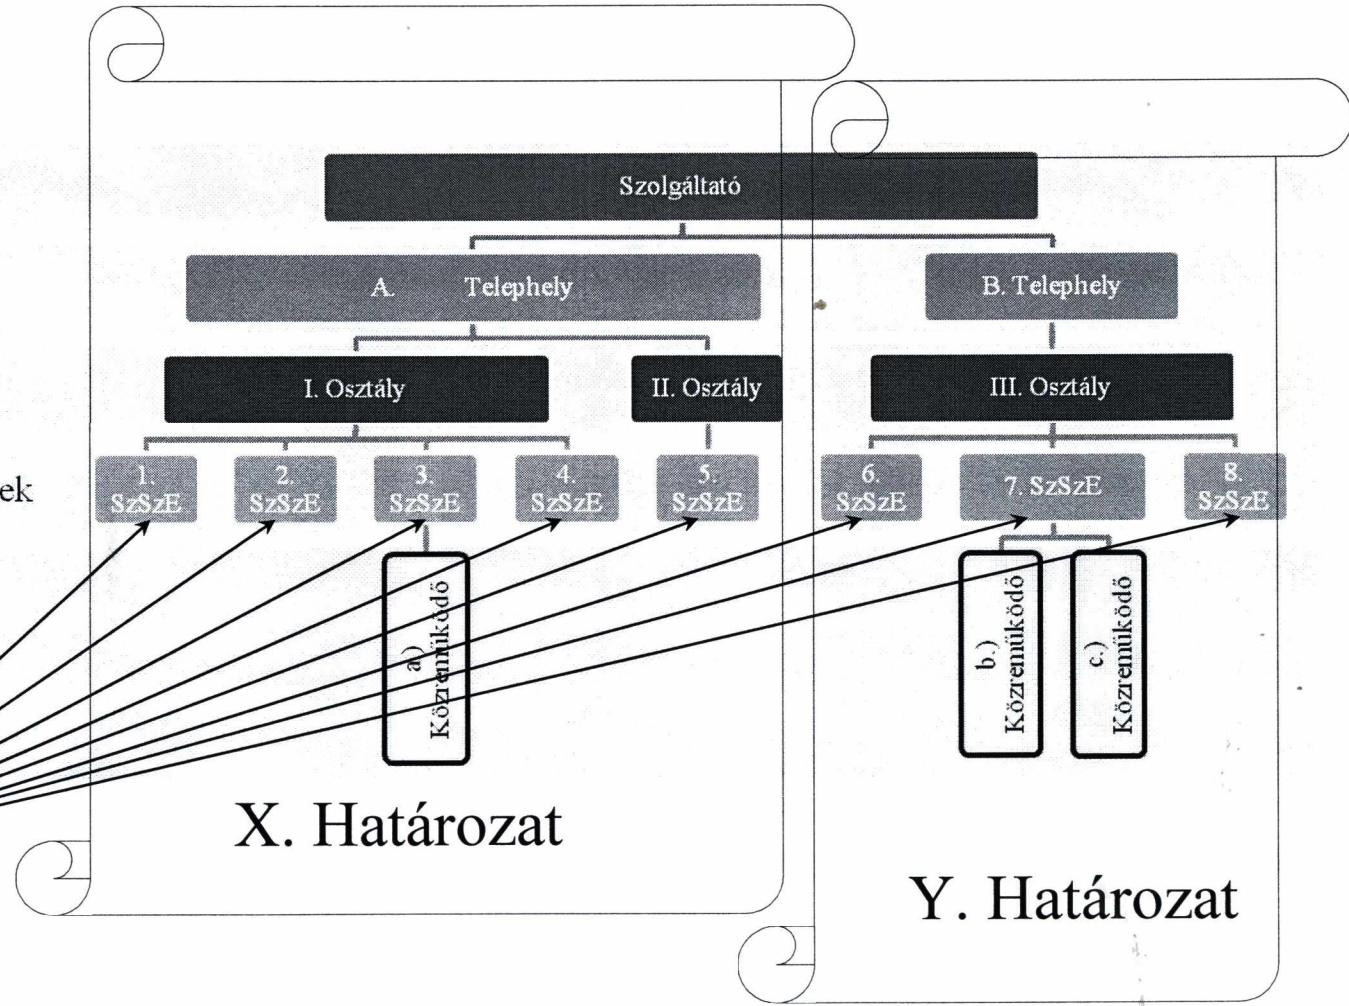 Szolgáltató
A. Telephely
B. Telephely
I. Osztály
II. Osztály
III. Osztály
ek
1.
SzSzE
2.
SzSzE
3.
SzSzE
4.
SzSzE
5.
SzSzE
6.
SzSzE
7. SzSzE
8.
SzSzE
a.)
Közreműködő
b.)
Közreműködő
c.)
Közreműködő
X. Határozat
Y. Határozat